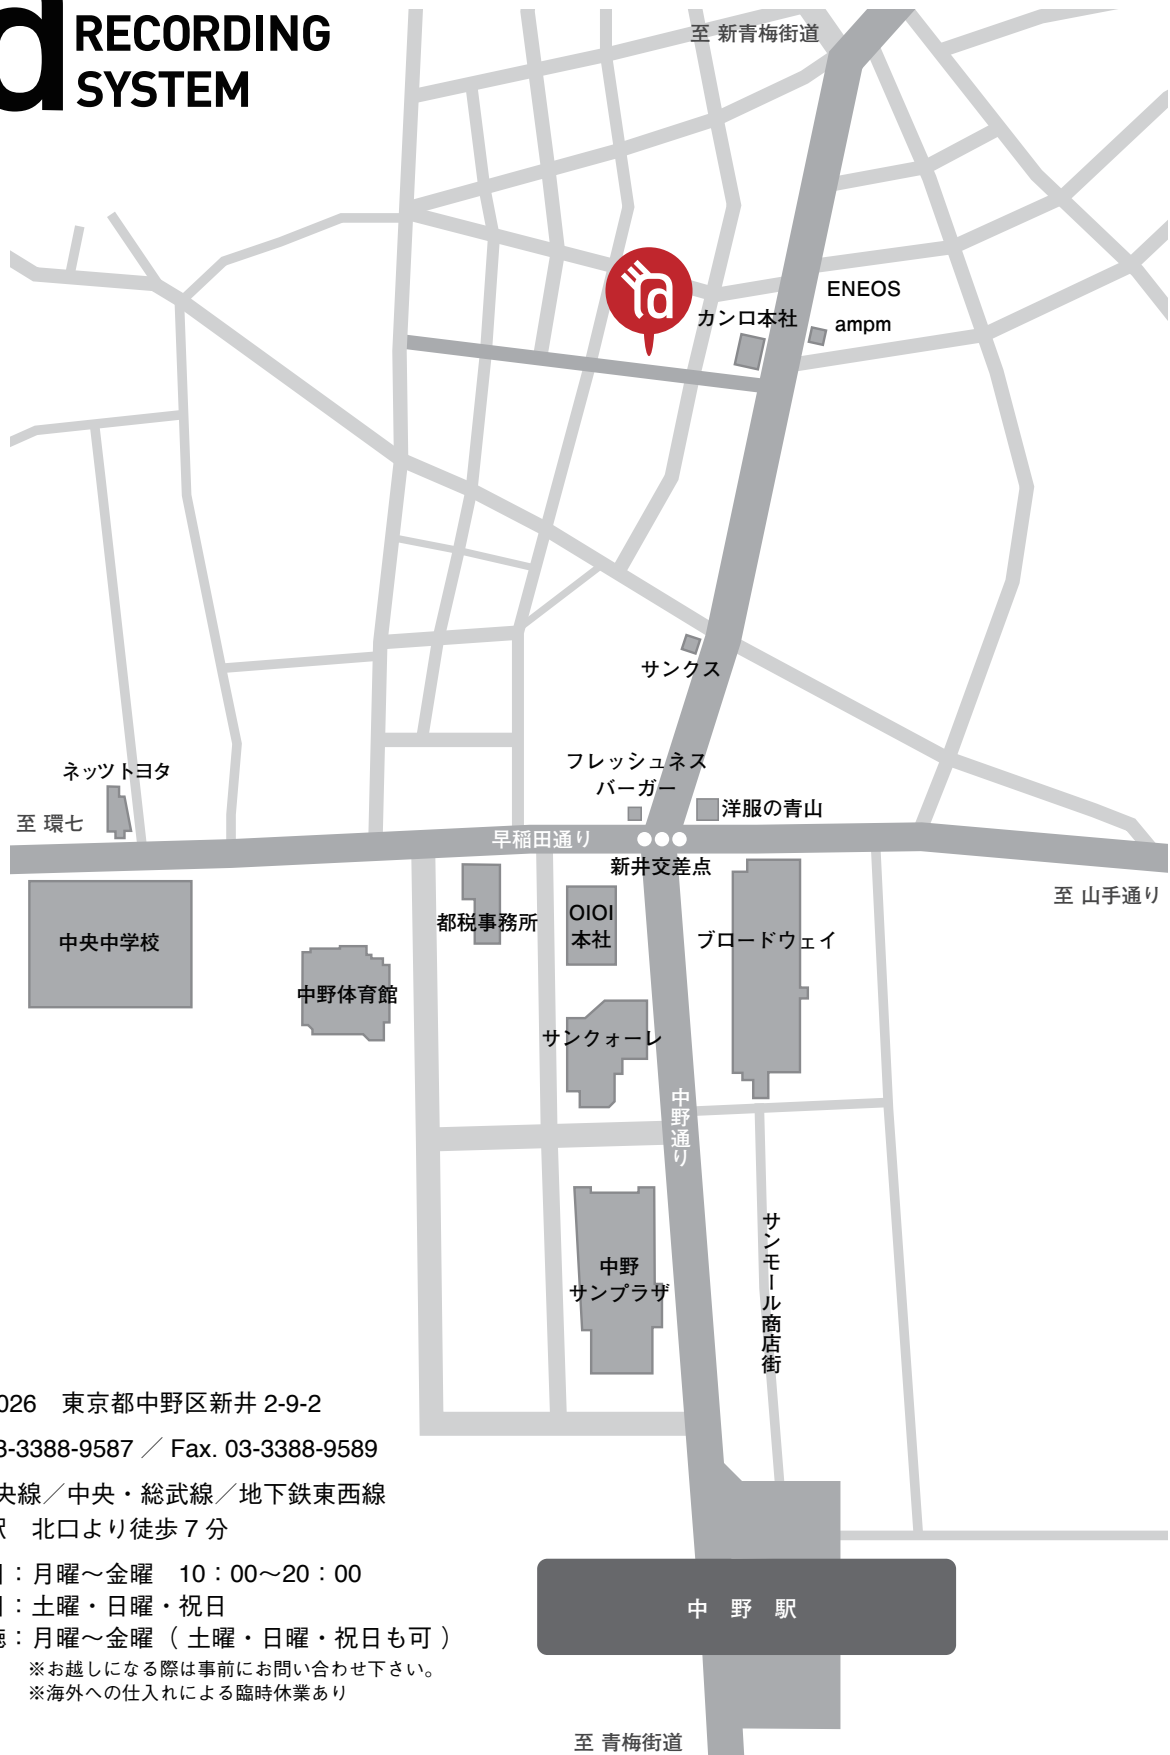 d RECORDING
SYSTEM
至 新青梅街道
ENEOS
ampm
カンロ本社
サンクス
フレッシュネス
バーガー
洋服の青山
ネッツトヨタ
至 環七
早稲田通り
新井交差点
至 山手通り
中央中学校
中野体育館
都税事務所
OIOI
本社
サンクォーレ
ブロードウェイ
中野通り
中野
サンプラザ
サンモール商店街
026　東京都中野区新井 2-9-2
3-3388-9587 ／ Fax. 03-3388-9589
央線／中央・総武線／地下鉄東西線
駅　北口より徒歩 7 分
日：月曜〜金曜　10：00〜20：00
日：土曜・日曜・祝日
：月曜〜金曜（ 土曜・日曜・祝日も可 ）
※お越しになる際は事前にお問い合わせ下さい。
※海外への仕入れによる臨時休業あり
中 野 駅
至 青梅街道